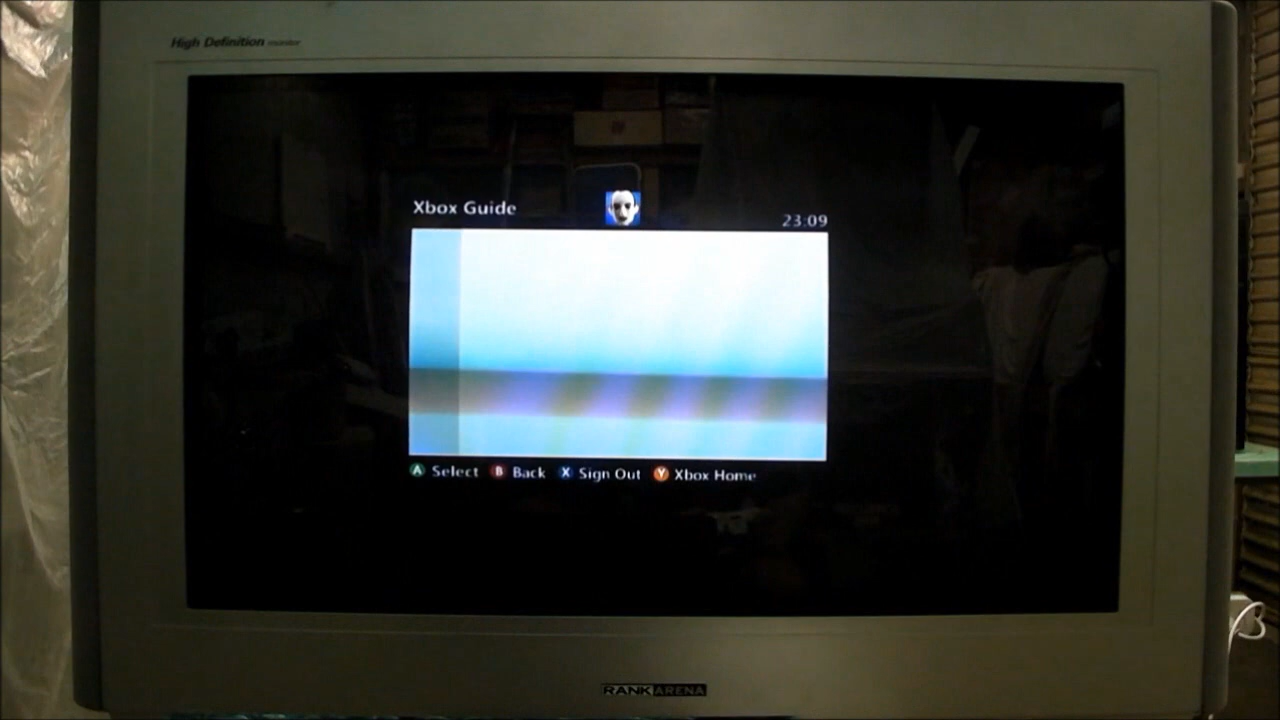 High Definition monitor
Xbox Guide
23:09
A Select B Back X Sign Out Y Xbox Home
RANK ARENA